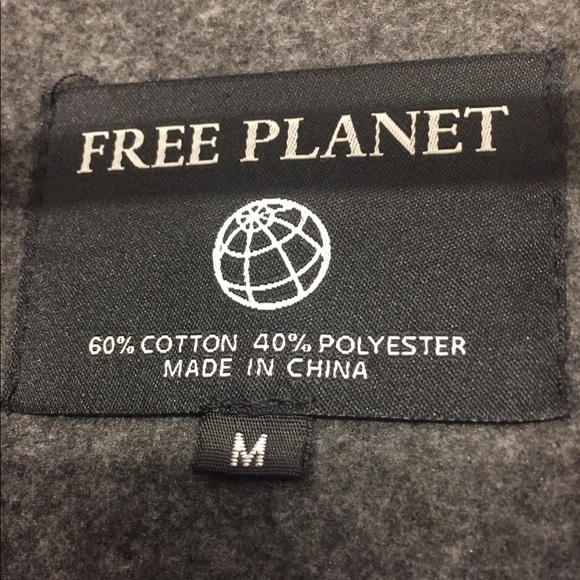 FREE PLANET
60% COTTON 40% POLYESTER
MADE IN CHINA
M